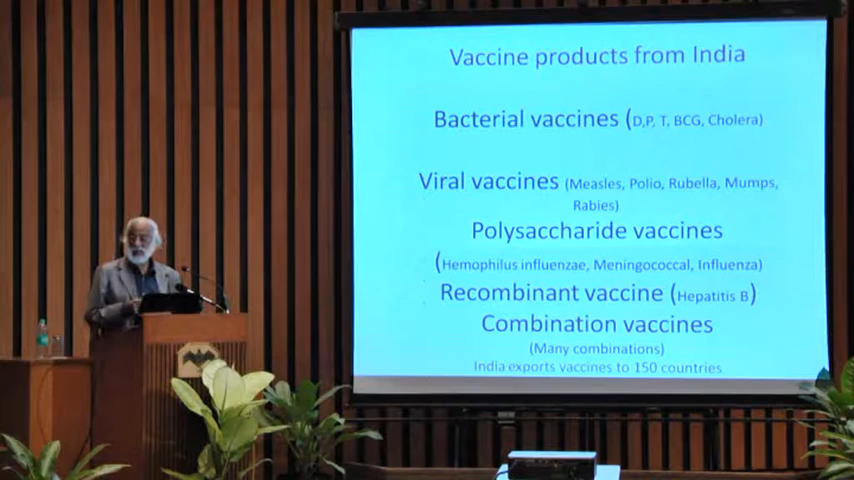 Vaccine products from India
Bacterial vaccines (D,P, T, BCG, Cholera)
Viral vaccines (Measles, Polio, Rubella, Mumps,
Rabies)
Polysaccharide vaccines
(Hemophilus influenzae, Meningococcal, Influenza)
Recombinant vaccine (Hepatitis B)
Combination vaccines
(Many combinations)
India exports vaccines to 150 countries